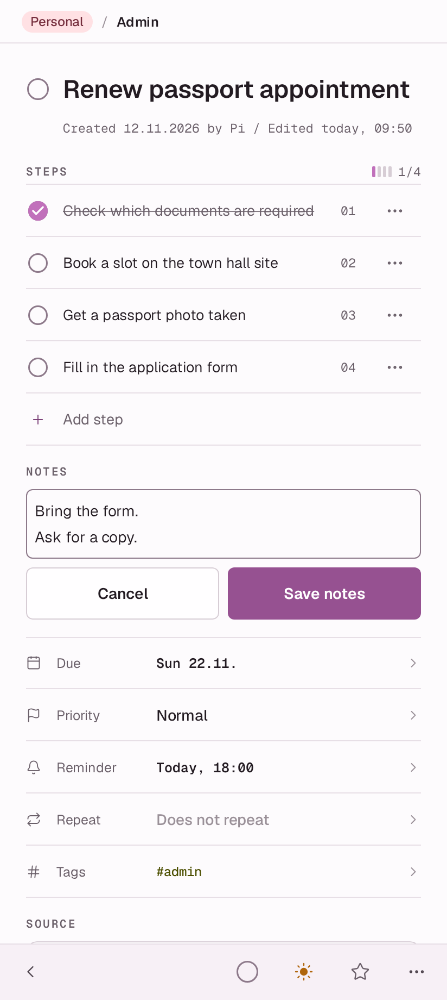 Personal / Admin
Renew passport appointment
Created 12.11.2026 by Pi / Edited today, 09:50
STEPS 1/4
Check which documents are required 01
Book a slot on the town hall site 02
Get a passport photo taken 03
Fill in the application form 04
+ Add step
NOTES
Bring the form.
Ask for a copy.
Cancel Save notes
Due Sun 22.11.
Priority Normal
Reminder Today, 18:00
Repeat Does not repeat
Tags #admin
SOURCE